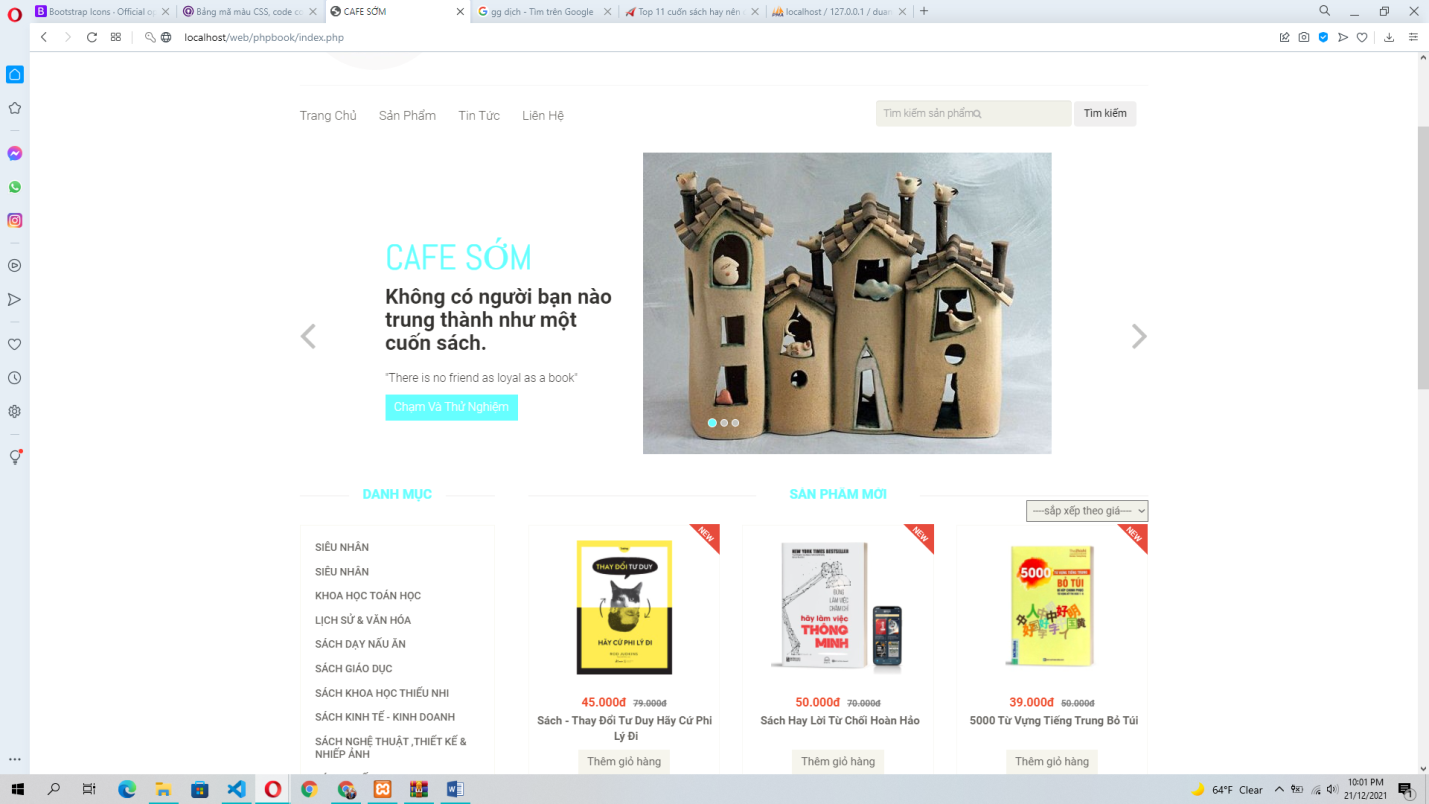 Bootstrap Icons - Official op
Bảng mã màu CSS, code co
CAFE SỚM
gg dịch - Tìm trên Google
Top 11 cuốn sách hay nên
localhost / 127.0.0.1 / duan
localhost/web/phpbook/index.php
Trang Chủ
Sản Phẩm
Tin Tức
Liên Hệ
Tìm kiếm sản phẩm
Tìm kiếm
CAFE SỚM
Không có người bạn nào
trung thành như một
cuốn sách.
"There is no friend as loyal as a book"
Chạm Và Thử Nghiệm
DANH MỤC
SẢN PHẨM MỚI
----sắp xếp theo giá----
SIÊU NHÂN
SIÊU NHÂN
KHOA HỌC TOÁN HỌC
LỊCH SỬ & VĂN HÓA
SÁCH DẠY NẤU ĂN
SÁCH GIÁO DỤC
SÁCH KHOA HỌC THIẾU NHI
SÁCH KINH TẾ - KINH DOANH
SÁCH NGHỆ THUẬT ,THIẾT KẾ &
NHIẾP ẢNH
NEW
THAY ĐỔI TƯ DUY
HÃY CỨ PHI LÝ ĐI
45.000đ 79.000đ
Sách - Thay Đổi Tư Duy Hãy Cứ Phi
Lý Đi
Thêm giỏ hàng
NEW
NEW YORK TIMES BESTSELLER
ĐỪNG
LÀM VIỆC
CHĂM CHỈ
hãy làm việc
THÔNG
MINH
50.000đ 70.000đ
Sách Hay Lời Từ Chối Hoàn Hảo
Thêm giỏ hàng
NEW
5000
BỎ TÚI
39.000đ 50.000đ
5000 Từ Vựng Tiếng Trung Bỏ Túi
Thêm giỏ hàng
64°F Clear
10:01 PM
21/12/2021
1